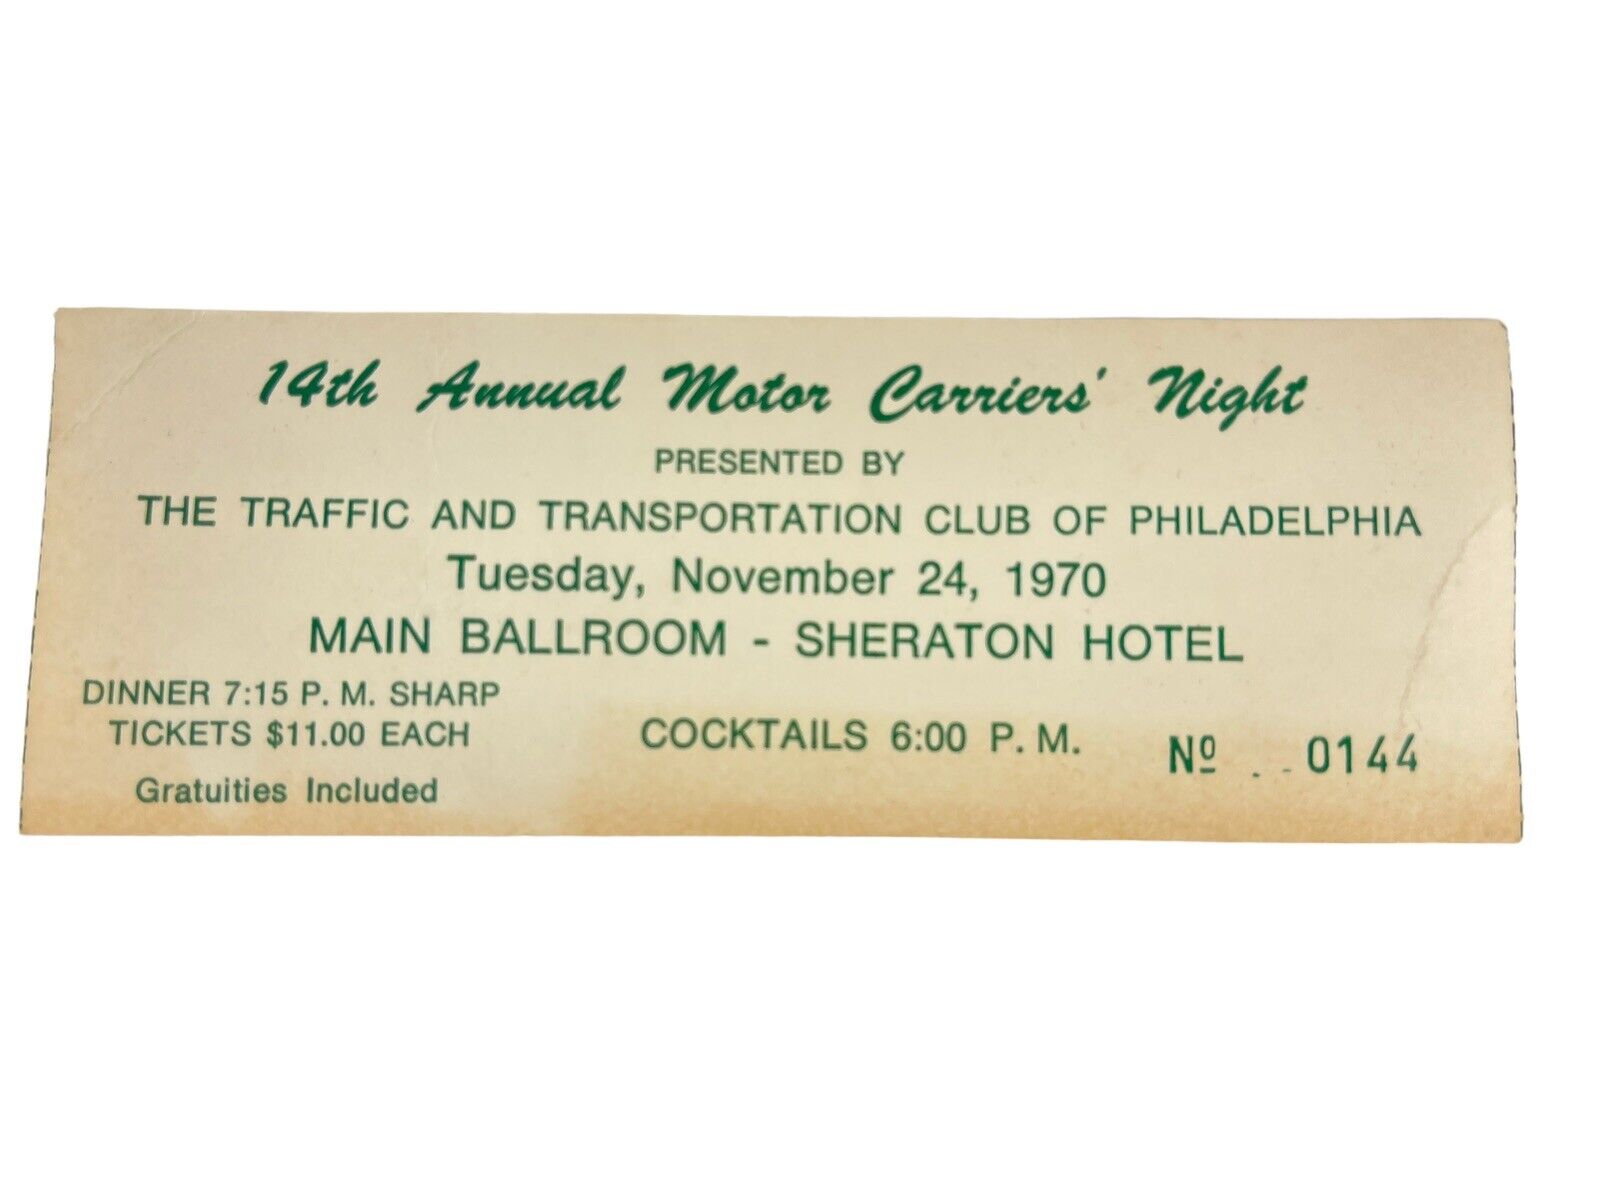 14th Annual Motor Carriers' Night
PRESENTED BY
THE TRAFFIC AND TRANSPORTATION CLUB OF PHILADELPHIA
Tuesday, November 24, 1970
MAIN BALLROOM - SHERATON HOTEL
DINNER 7:15 P. M. SHARP
TICKETS $11.00 EACH
COCKTAILS 6:00 P. M.
Nº 0144
Gratuities Included